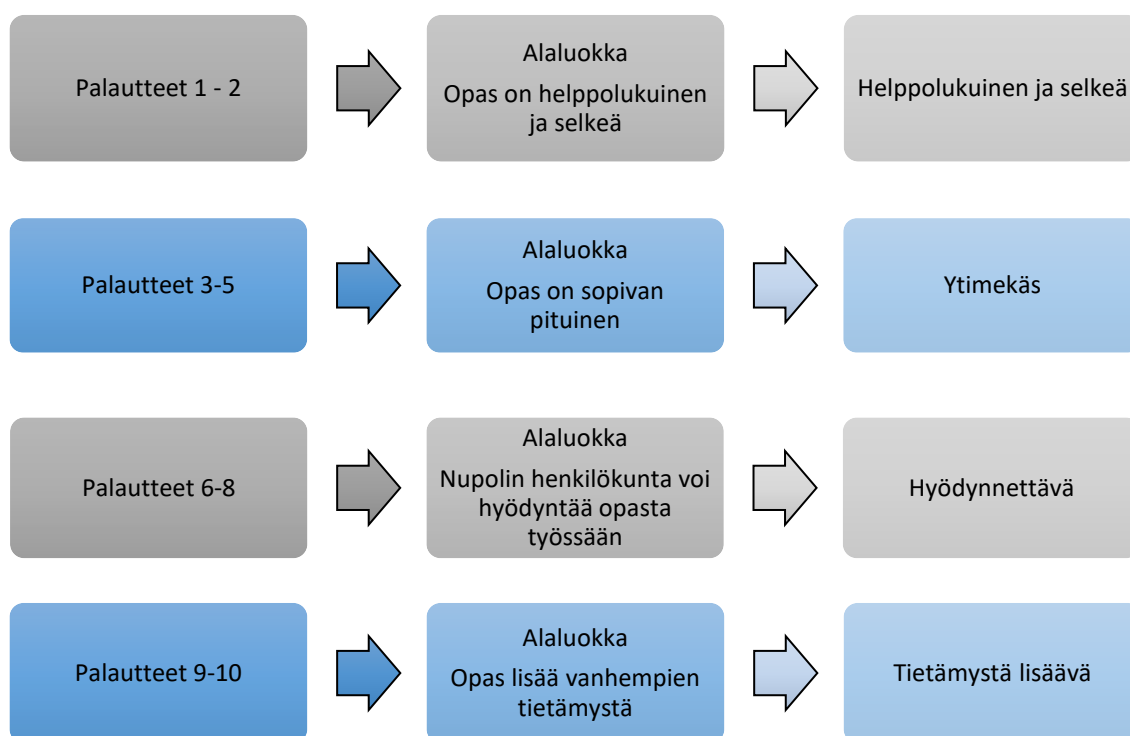 Palautteet 1 - 2
Alaluokka
Opas on helppolukuinen
ja selkeä
Helppolukuinen ja selkeä
Palautteet 3-5
Alaluokka
Opas on sopivan
pituinen
Ytimekäs
Palautteet 6-8
Alaluokka
Nupolin henkilökunta voi
hyödyntää opasta
työssään
Hyödynnettävä
Palautteet 9-10
Alaluokka
Opas lisää vanhempien
tietämystä
Tietämystä lisäävä